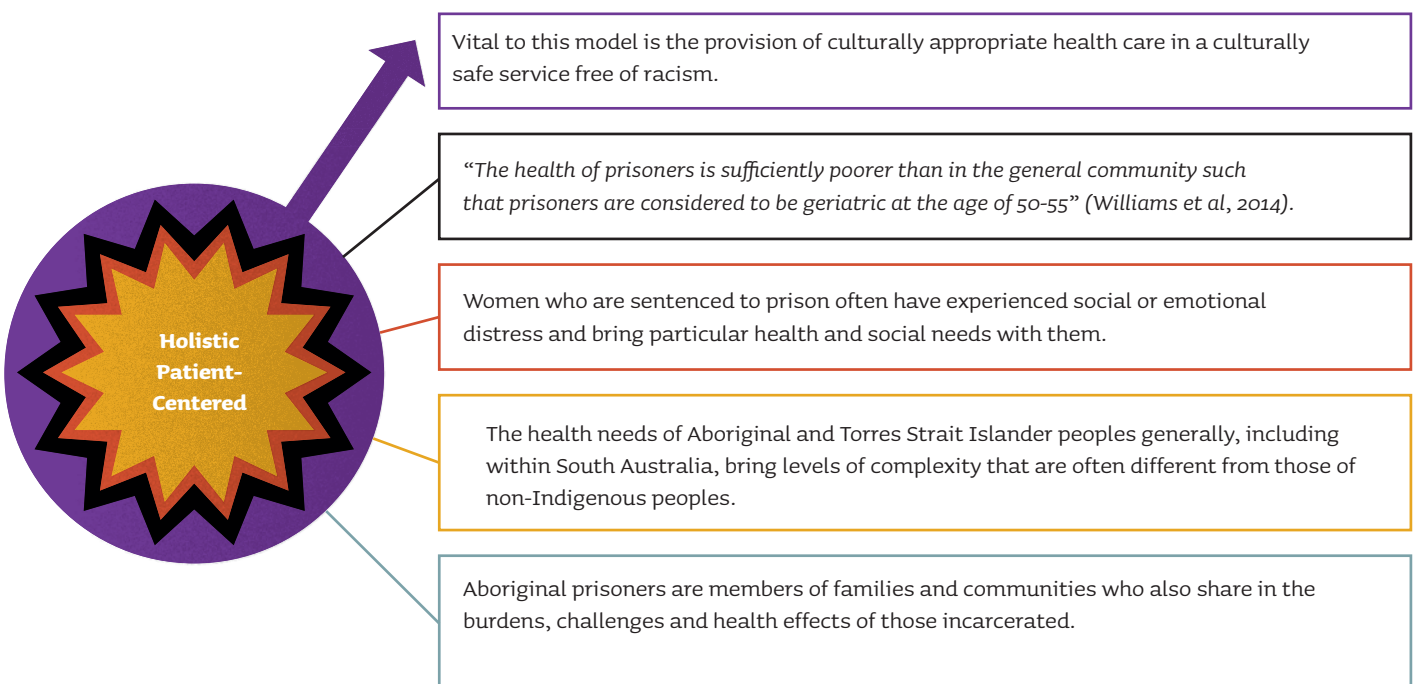 Vital to this model is the provision of culturally appropriate health care in a culturally
safe service free of racism.
“The health of prisoners is sufficiently poorer than in the general community such
that prisoners are considered to be geriatric at the age of 50-55” (Williams et al, 2014).
Holistic
Patient-
Centered
Women who are sentenced to prison often have experienced social or emotional
distress and bring particular health and social needs with them.
The health needs of Aboriginal and Torres Strait Islander peoples generally, including
within South Australia, bring levels of complexity that are often different from those of
non-Indigenous peoples.
Aboriginal prisoners are members of families and communities who also share in the
burdens, challenges and health effects of those incarcerated.